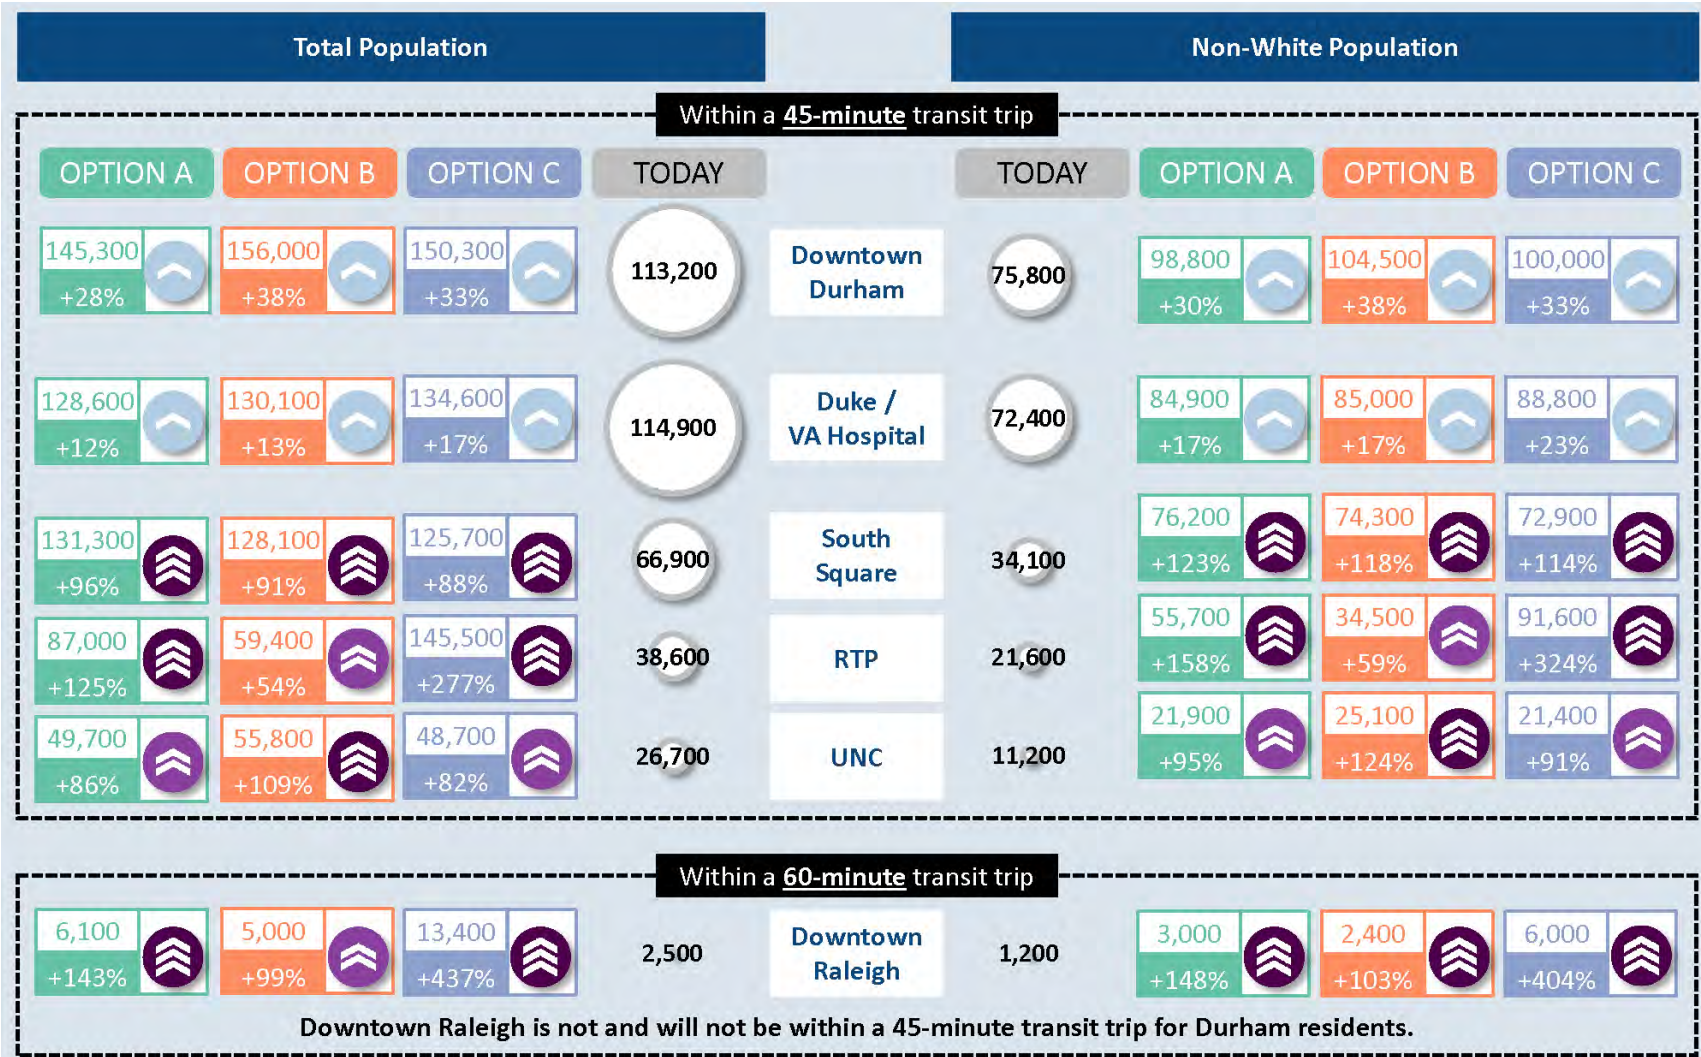 Total Population
Non-White Population
Within a 45-minute transit trip
OPTION A OPTION B OPTION C TODAY TODAY OPTION A OPTION B OPTION C
145,300 156,000 150,300 113,200 Downtown Durham 75,800 98,800 104,500 100,000
+28% +38% +33% +30% +38% +33%
128,600 130,100 134,600 114,900 Duke / VA Hospital 72,400 84,900 85,000 88,800
+12% +13% +17% +17% +17% +23%
131,300 128,100 125,700 66,900 South Square 34,100 76,200 74,300 72,900
+96% +91% +88% +123% +118% +114%
87,000 59,400 145,500 38,600 RTP 21,600 55,700 34,500 91,600
+125% +54% +277% +158% +59% +324%
49,700 55,800 48,700 26,700 UNC 11,200 21,900 25,100 21,400
+86% +109% +82% +95% +124% +91%
Within a 60-minute transit trip
6,100 5,000 13,400 2,500 Downtown Raleigh 1,200 3,000 2,400 6,000
+143% +99% +437% +148% +103% +404%
Downtown Raleigh is not and will not be within a 45-minute transit trip for Durham residents.